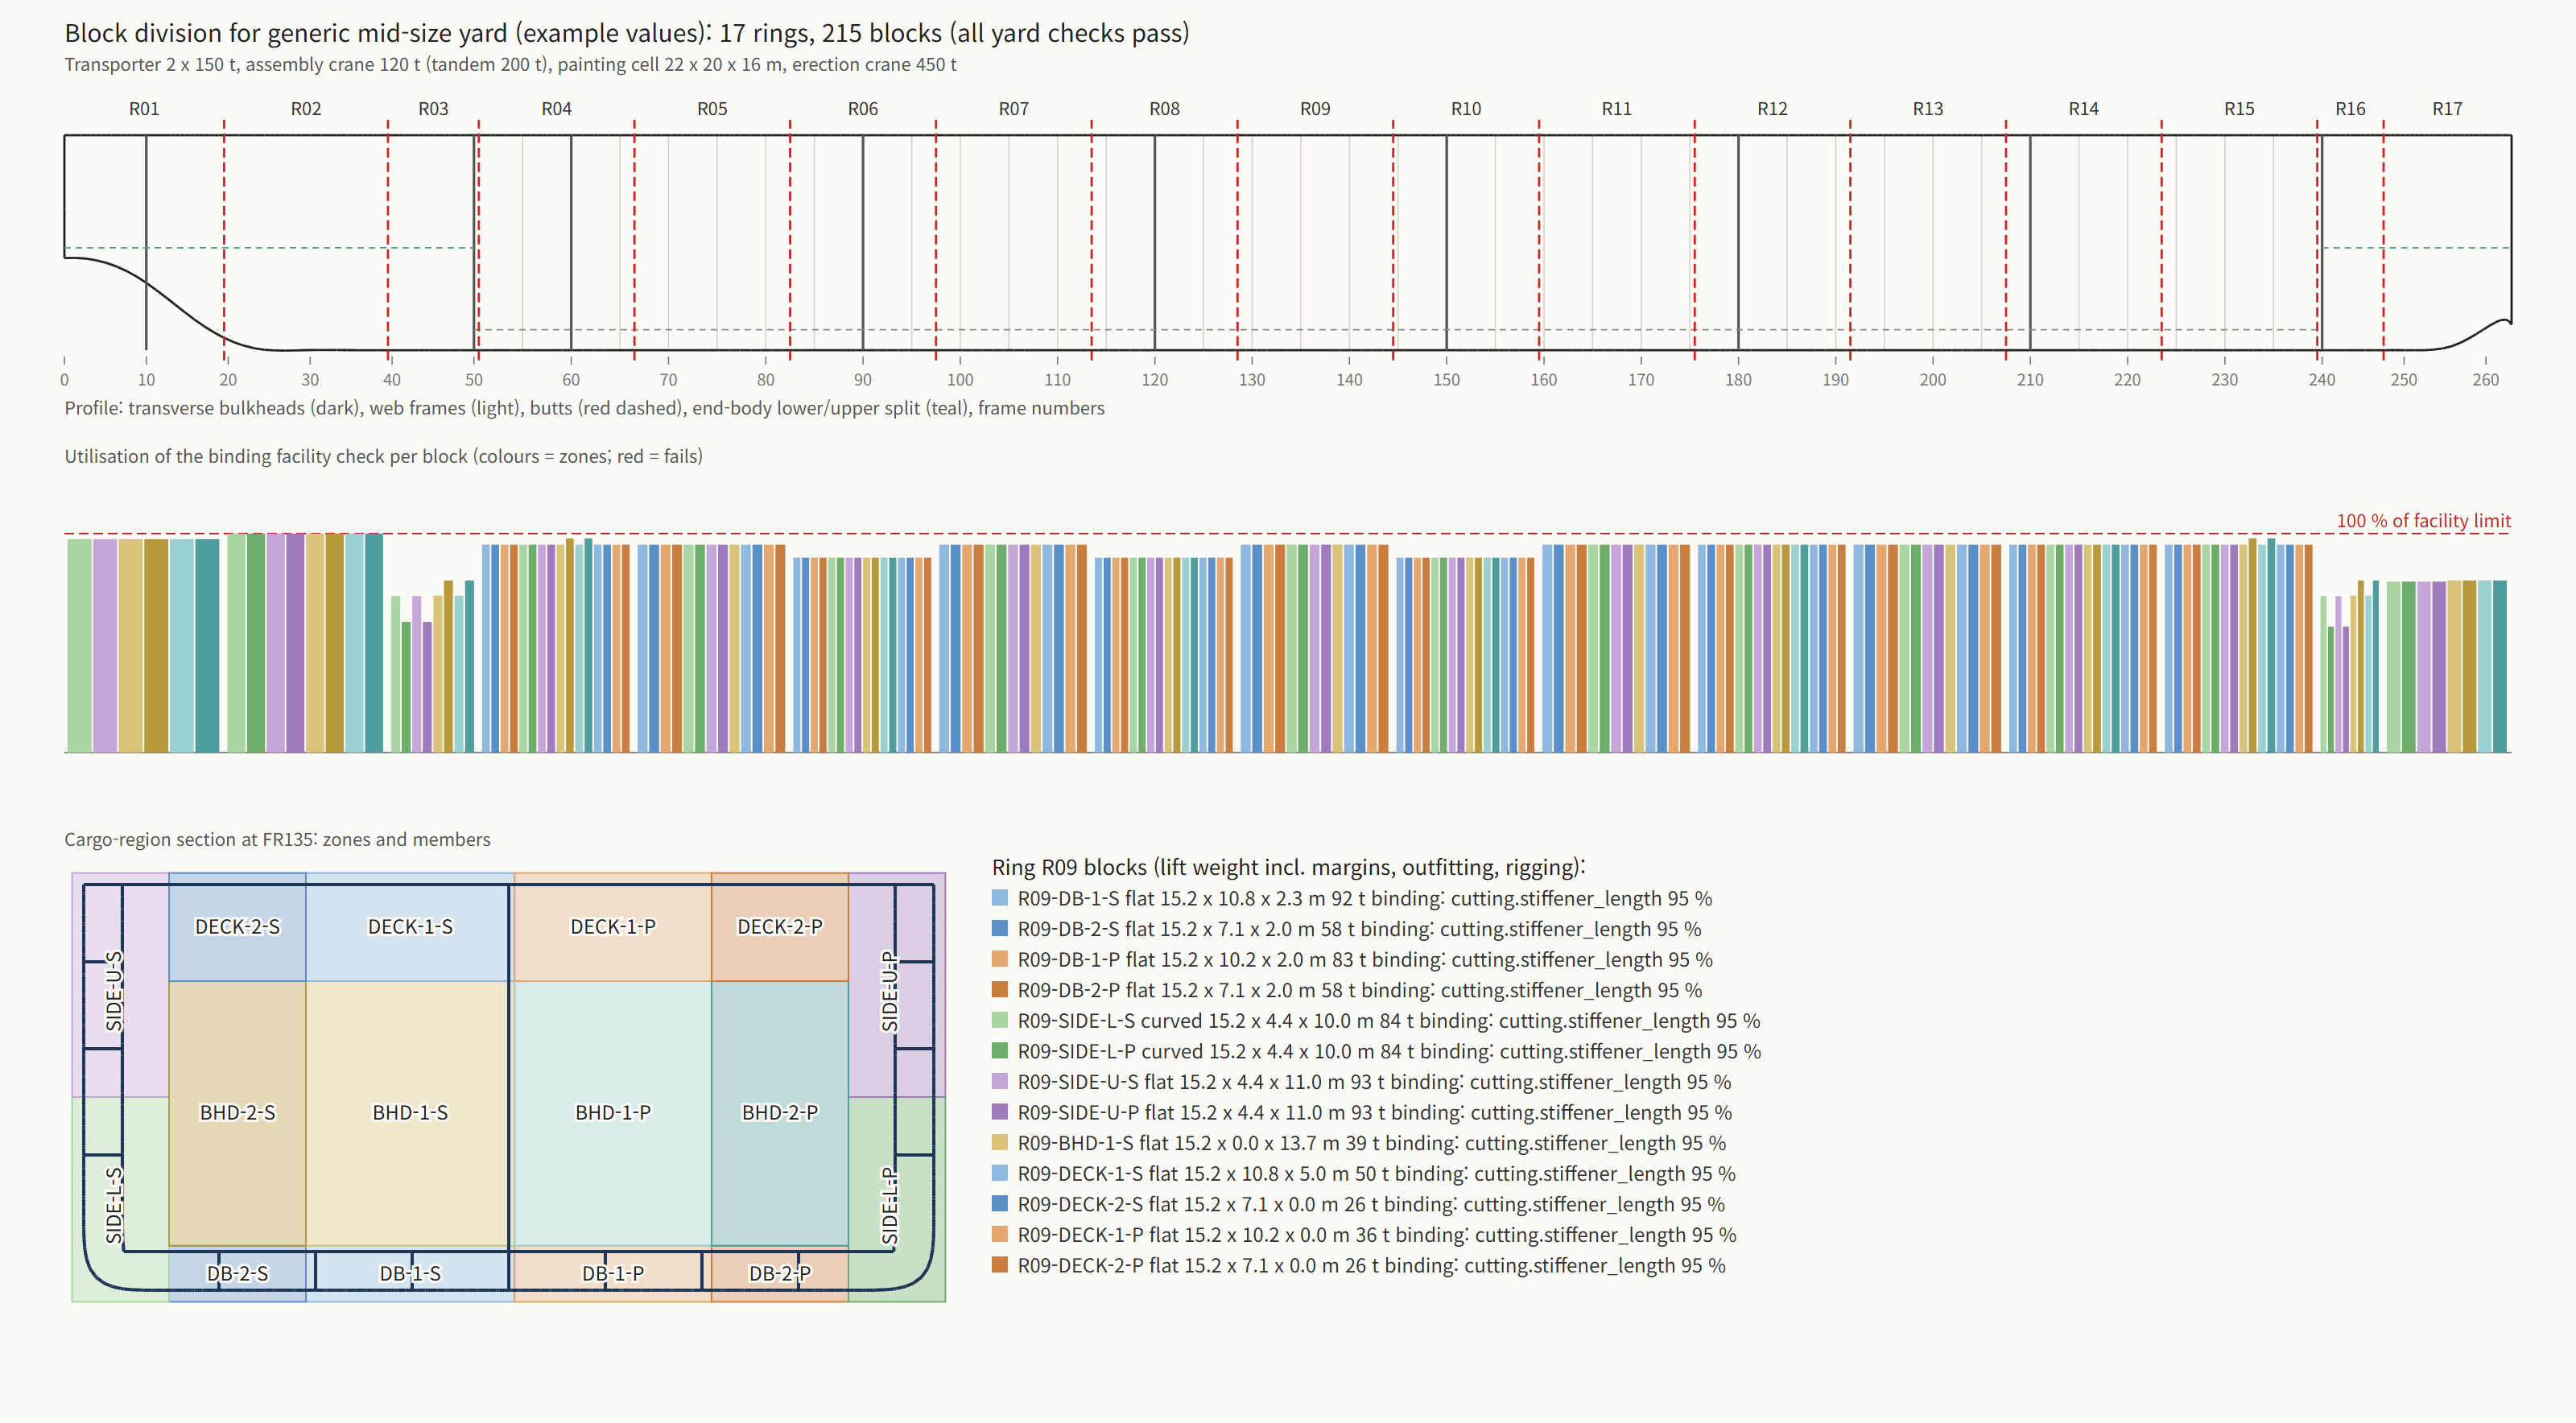 Block division for generic mid-size yard (example values): 17 rings, 215 blocks (all yard checks pass)
Transporter 2 x 150 t, assembly crane 120 t (tandem 200 t), painting cell 22 x 20 x 16 m, erection crane 450 t
R01 R02 R03 R04 R05 R06 R07 R08 R09 R10 R11 R12 R13 R14 R15 R16 R17
0 10 20 30 40 50 60 70 80 90 100 110 120 130 140 150 160 170 180 190 200 210 220 230 240 250 260
Profile: transverse bulkheads (dark), web frames (light), butts (red dashed), end-body lower/upper split (teal), frame numbers
Utilisation of the binding facility check per block (colours = zones; red = fails)
100 % of facility limit
Cargo-region section at FR135: zones and members
DECK-2-S DECK-1-S DECK-1-P DECK-2-P
SIDE-U-S SIDE-U-P
BHD-2-S BHD-1-S BHD-1-P BHD-2-P
SIDE-L-S SIDE-L-P
DB-2-S DB-1-S DB-1-P DB-2-P
Ring R09 blocks (lift weight incl. margins, outfitting, rigging):
R09-DB-1-S flat 15.2 x 10.8 x 2.3 m 92 t binding: cutting.stiffener_length 95 %
R09-DB-2-S flat 15.2 x 7.1 x 2.0 m 58 t binding: cutting.stiffener_length 95 %
R09-DB-1-P flat 15.2 x 10.2 x 2.0 m 83 t binding: cutting.stiffener_length 95 %
R09-DB-2-P flat 15.2 x 7.1 x 2.0 m 58 t binding: cutting.stiffener_length 95 %
R09-SIDE-L-S curved 15.2 x 4.4 x 10.0 m 84 t binding: cutting.stiffener_length 95 %
R09-SIDE-L-P curved 15.2 x 4.4 x 10.0 m 84 t binding: cutting.stiffener_length 95 %
R09-SIDE-U-S flat 15.2 x 4.4 x 11.0 m 93 t binding: cutting.stiffener_length 95 %
R09-SIDE-U-P flat 15.2 x 4.4 x 11.0 m 93 t binding: cutting.stiffener_length 95 %
R09-BHD-1-S flat 15.2 x 0.0 x 13.7 m 39 t binding: cutting.stiffener_length 95 %
R09-DECK-1-S flat 15.2 x 10.8 x 5.0 m 50 t binding: cutting.stiffener_length 95 %
R09-DECK-2-S flat 15.2 x 7.1 x 0.0 m 26 t binding: cutting.stiffener_length 95 %
R09-DECK-1-P flat 15.2 x 10.2 x 0.0 m 36 t binding: cutting.stiffener_length 95 %
R09-DECK-2-P flat 15.2 x 7.1 x 0.0 m 26 t binding: cutting.stiffener_length 95 %